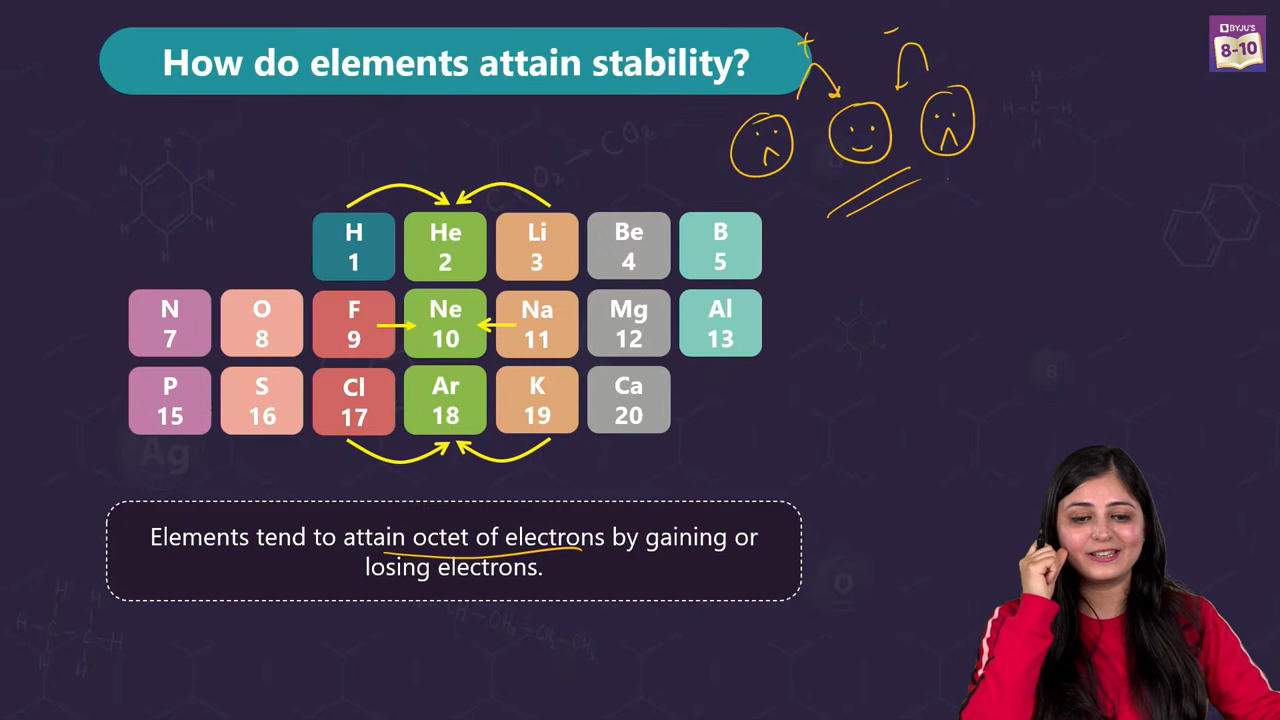 How do elements attain stability?
+
-
BYJU'S
8-10
H
C
H
H
H
CO₂
H He Li Be B
1 2 3 4 5
N O F Ne Na Mg Al
7 8 9 10 11 12 13
P S Cl Ar K Ca
15 16 17 18 19 20
Ag
B
O
Elements tend to attain octet of electrons by gaining or
losing electrons.